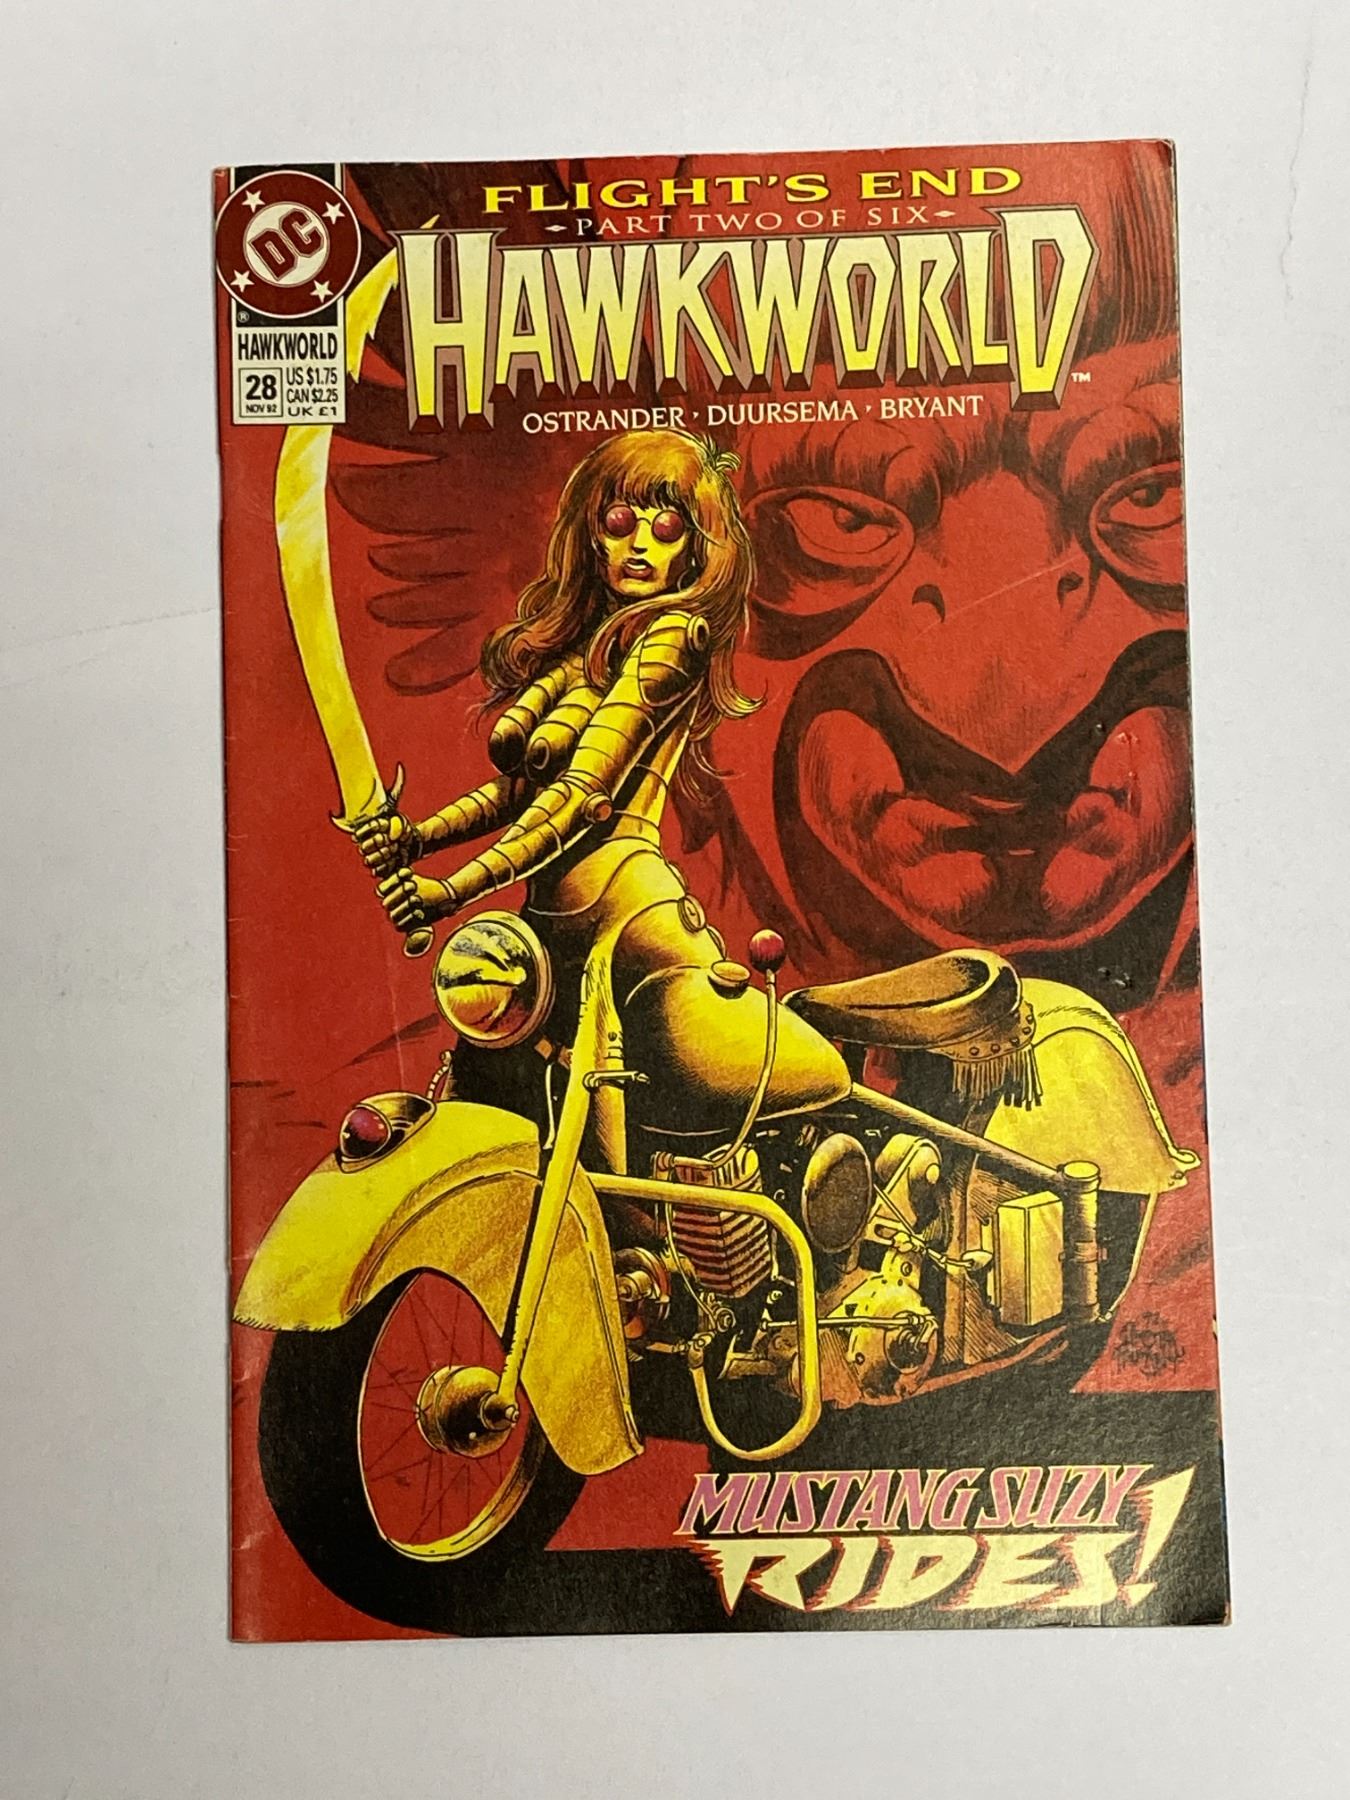 FLIGHT'S END
PART TWO OF SIX
HAWKWORLD™
OSTRANDER • DUURSEMA • BRYANT
DC
®
HAWKWORLD
28
NOV 92
US $1.75
CAN $2.25
UK £1
MUSTANG SUZY
RIDES!